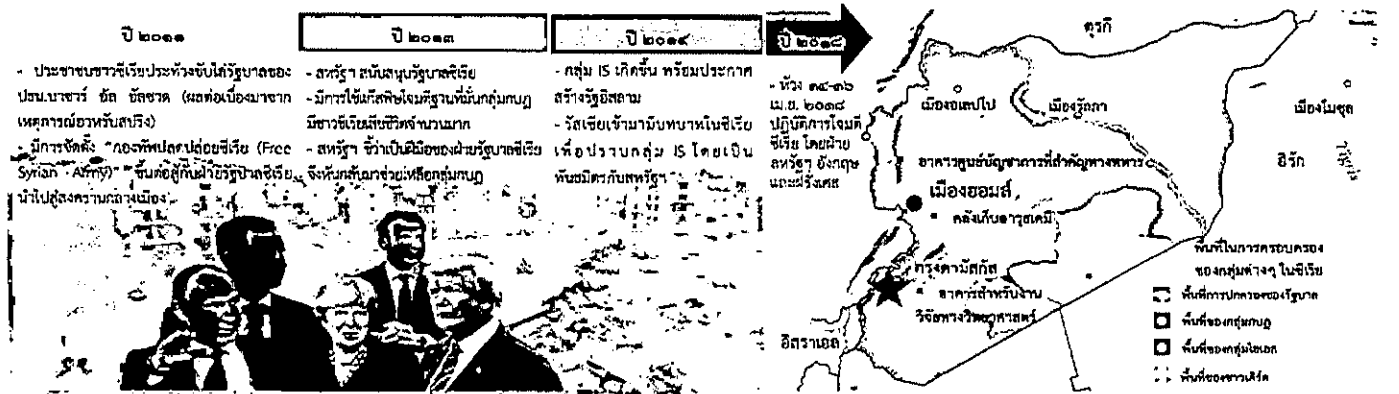 ปี ๒๐๑๑
- ประชาชนชาวซีเรียประท้วงขับไล่รัฐบาลของ
ปธน.บาชาร์ อัล อัสซาด (ผลต่อเนื่องมาจาก
เหตุการณ์อาหรับสปริง)
- มีการจัดตั้ง "กองทัพปลดปล่อยซีเรีย (Free
Syrian Army)" ขึ้นต่อสู้กับฝ่ายรัฐบาลซีเรีย
นำไปสู่สงครามกลางเมือง
ปี ๒๐๑๓
- สหรัฐฯ สนับสนุนรัฐบาลซีเรีย
- มีการใช้แก๊สพิษโจมตีฐานที่มั่นกลุ่มกบฏ
มีชาวซีเรียเสียชีวิตจำนวนมาก
- สหรัฐฯ ชี้ว่าเป็นฝีมือของฝ่ายรัฐบาลซีเรีย
จึงหันกลับมาช่วยเหลือกลุ่มกบฏ
ปี ๒๐๑๔
- กลุ่ม IS เกิดขึ้น พร้อมประกาศ
สร้างรัฐอิสลาม
- รัสเซียเข้ามามีบทบาทในซีเรีย
เพื่อปราบกลุ่ม IS โดยเป็น
พันธมิตรกับสหรัฐฯ
ปี ๒๐๑๘
- ห้วง ๑๔-๑๖
เม.ย. ๒๐๑๘
ปฏิบัติการโจมตี
ซีเรีย โดยฝ่าย
สหรัฐฯ อังกฤษ
และฝรั่งเศส
ตุรกี
เมืองอเลปโป
เมืองรักกา
เมืองโมซุล
อาคารศูนย์บัญชาการที่สำคัญทางทหาร
อิรัก
เมืองฮอมส์
คลังเก็บอาวุธเคมี
กรุงดามัสกัส
อาคารสำหรับงาน
วิจัยทางวิทยาศาสตร์
อิสราเอล
พื้นที่ในการครอบครอง
ของกลุ่มต่างๆ ในซีเรีย
พื้นที่การปกครองของรัฐบาล
พื้นที่ของกลุ่มกบฏ
พื้นที่ของกลุ่มไอเอส
พื้นที่ของชาวเคิร์ด